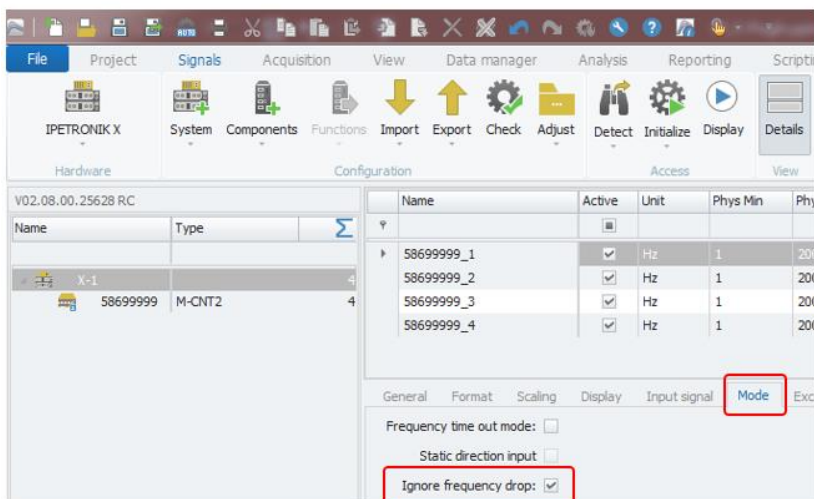 AUTO
File Project Signals Acquisition View Data manager Analysis Reporting
IPETRONIK X System Components Functions Import Export Check Adjust Detect Initialize Display Details
Hardware Configuration Access View
V02.08.00.25628 RC
Name Type Σ
X-1 4
58699999 M-CNT2 4
Name Active Unit Phys Min
58699999_1 Hz 1
58699999_2 Hz 1
58699999_3 Hz 1
58699999_4 Hz 1
General Format Scaling Display Input signal Mode
Frequency time out mode:
Static direction input
Ignore frequency drop: